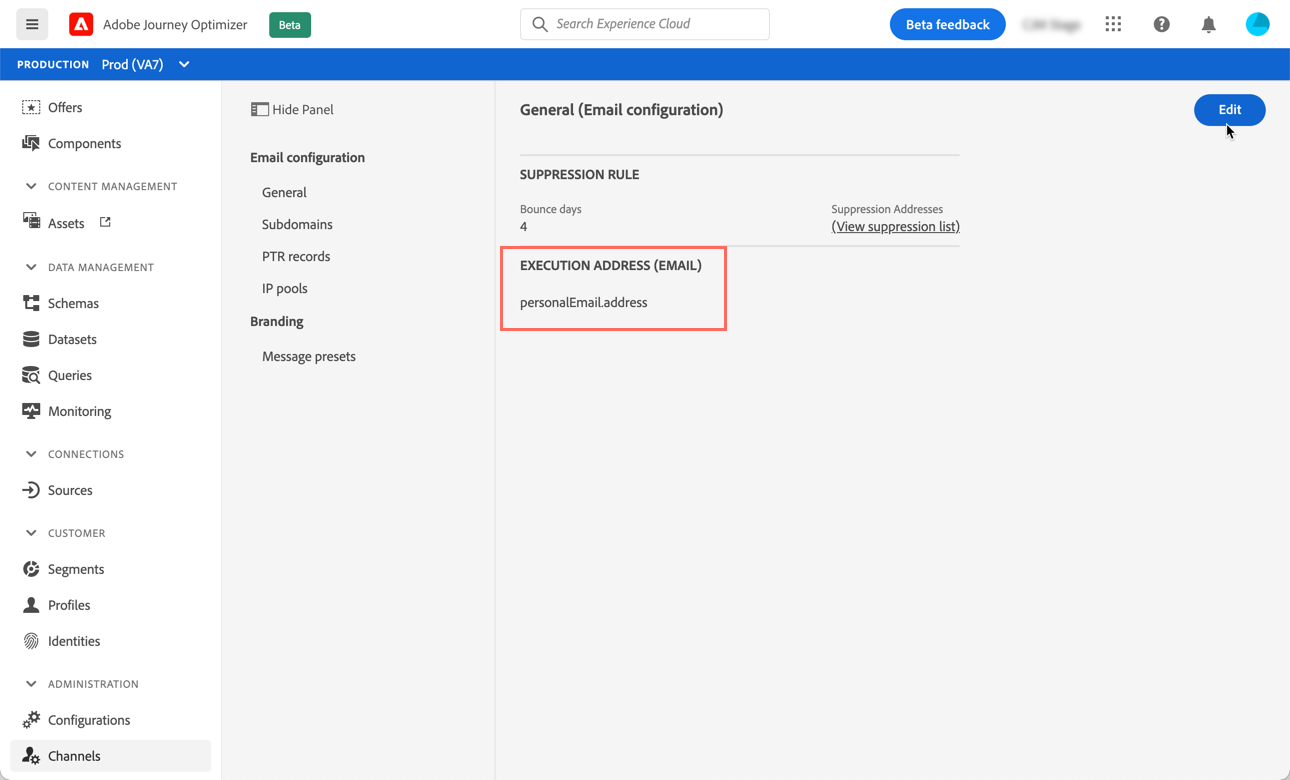 Adobe Journey Optimizer
Beta
Search Experience Cloud
Beta feedback
PRODUCTION Prod (VA7)
Offers
Components
CONTENT MANAGEMENT
Assets
DATA MANAGEMENT
Schemas
Datasets
Queries
Monitoring
CONNECTIONS
Sources
CUSTOMER
Segments
Profiles
Identities
ADMINISTRATION
Configurations
Channels
Hide Panel
Email configuration
General
Subdomains
PTR records
IP pools
Branding
Message presets
General (Email configuration)
Edit
SUPPRESSION RULE
Bounce days
4
Suppression Addresses
(View suppression list)
EXECUTION ADDRESS (EMAIL)
personalEmail.address